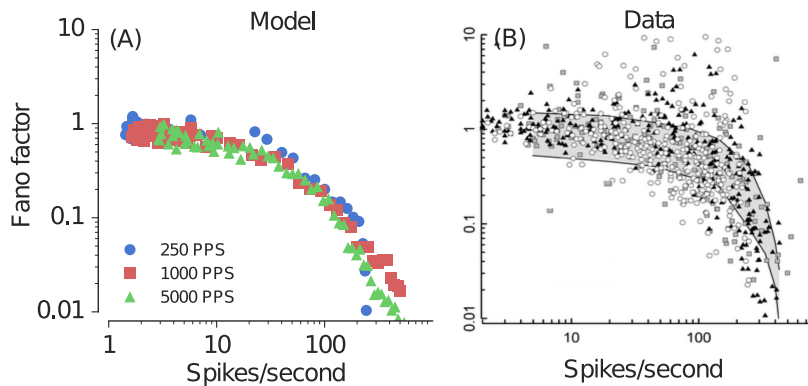 Model
Data
(A)
(B)
10
1
0.1
0.01
Fano factor
250 PPS
1000 PPS
5000 PPS
1
10
100
Spikes/second
10
1
0.1
0.01
10
100
Spikes/second